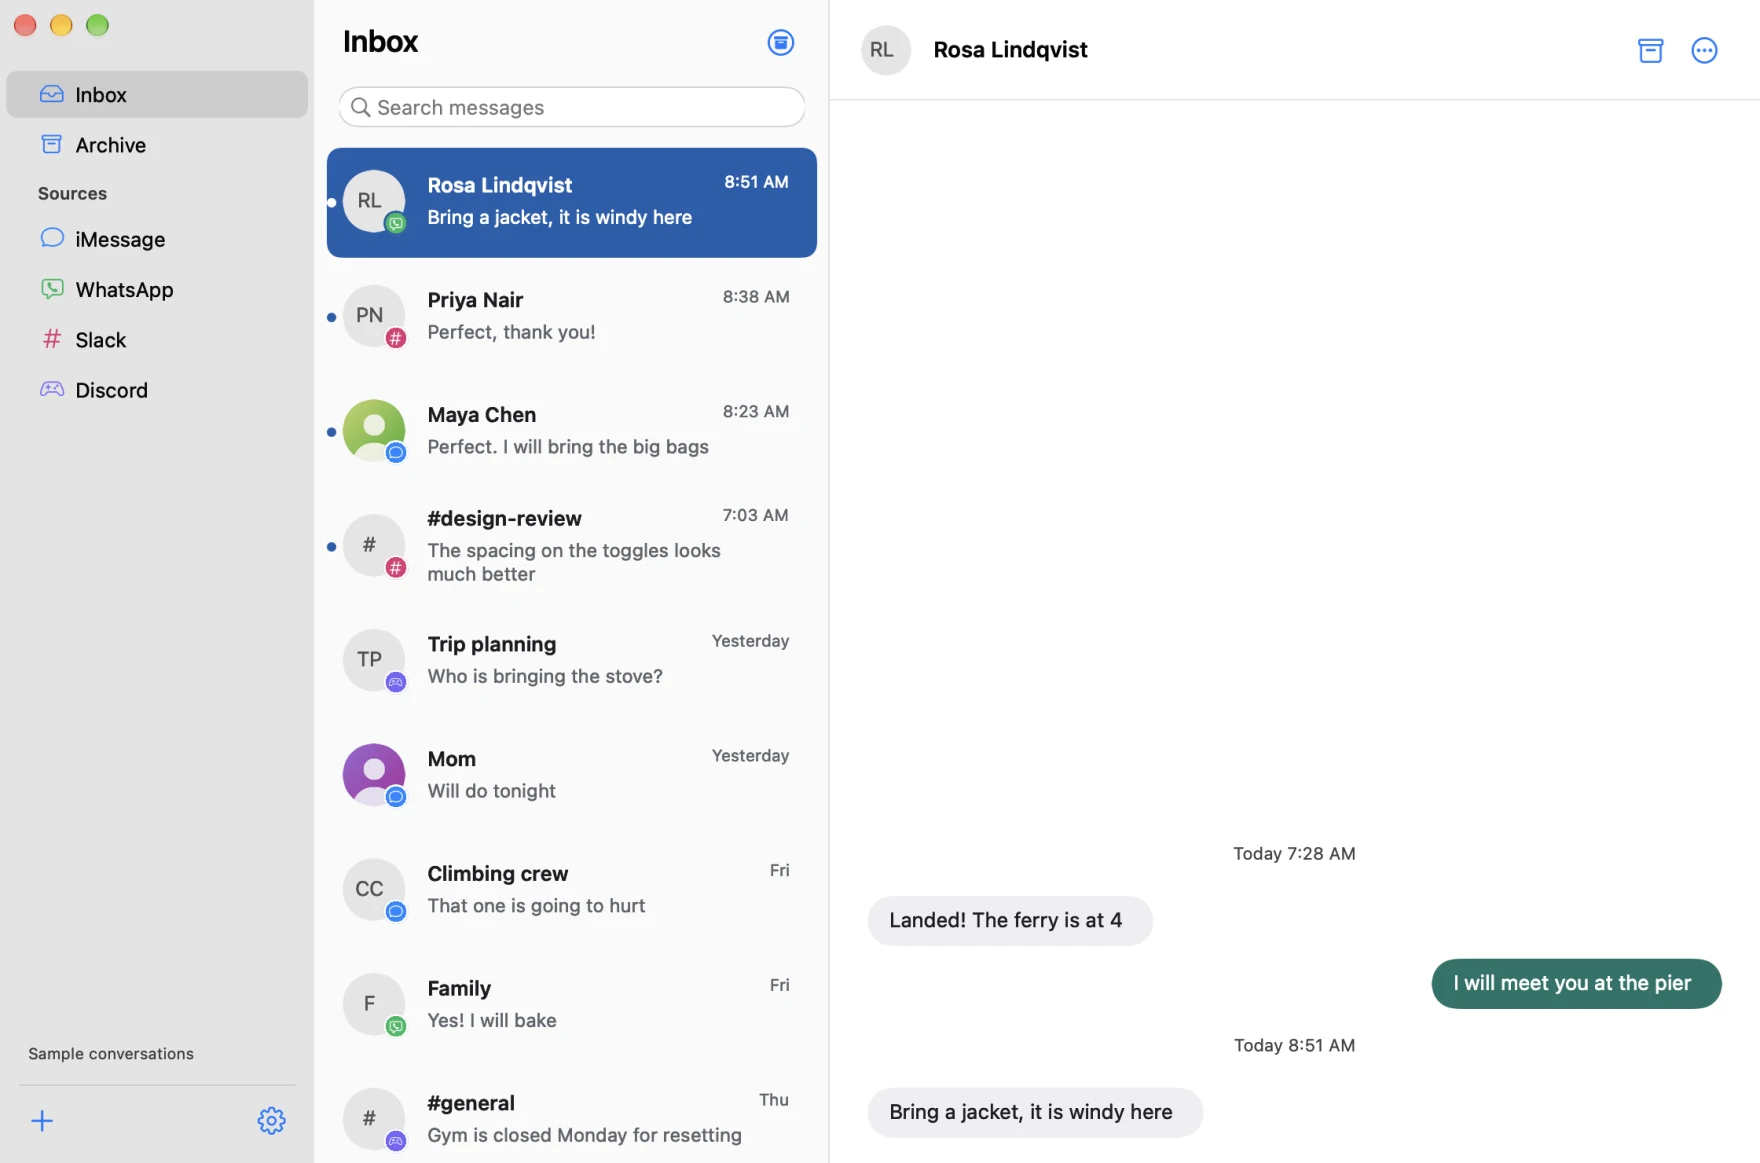 Inbox
Archive
Sources
iMessage
WhatsApp
Slack
Discord
Sample conversations
Inbox
Search messages
RL
Rosa Lindqvist
8:51 AM
Bring a jacket, it is windy here
PN
Priya Nair
8:38 AM
Perfect, thank you!
Maya Chen
8:23 AM
Perfect. I will bring the big bags
#
#design-review
7:03 AM
The spacing on the toggles looks
much better
TP
Trip planning
Yesterday
Who is bringing the stove?
Mom
Yesterday
Will do tonight
CC
Climbing crew
Fri
That one is going to hurt
F
Family
Fri
Yes! I will bake
#
#general
Thu
Gym is closed Monday for resetting
RL
Rosa Lindqvist
Today 7:28 AM
Landed! The ferry is at 4
I will meet you at the pier
Today 8:51 AM
Bring a jacket, it is windy here